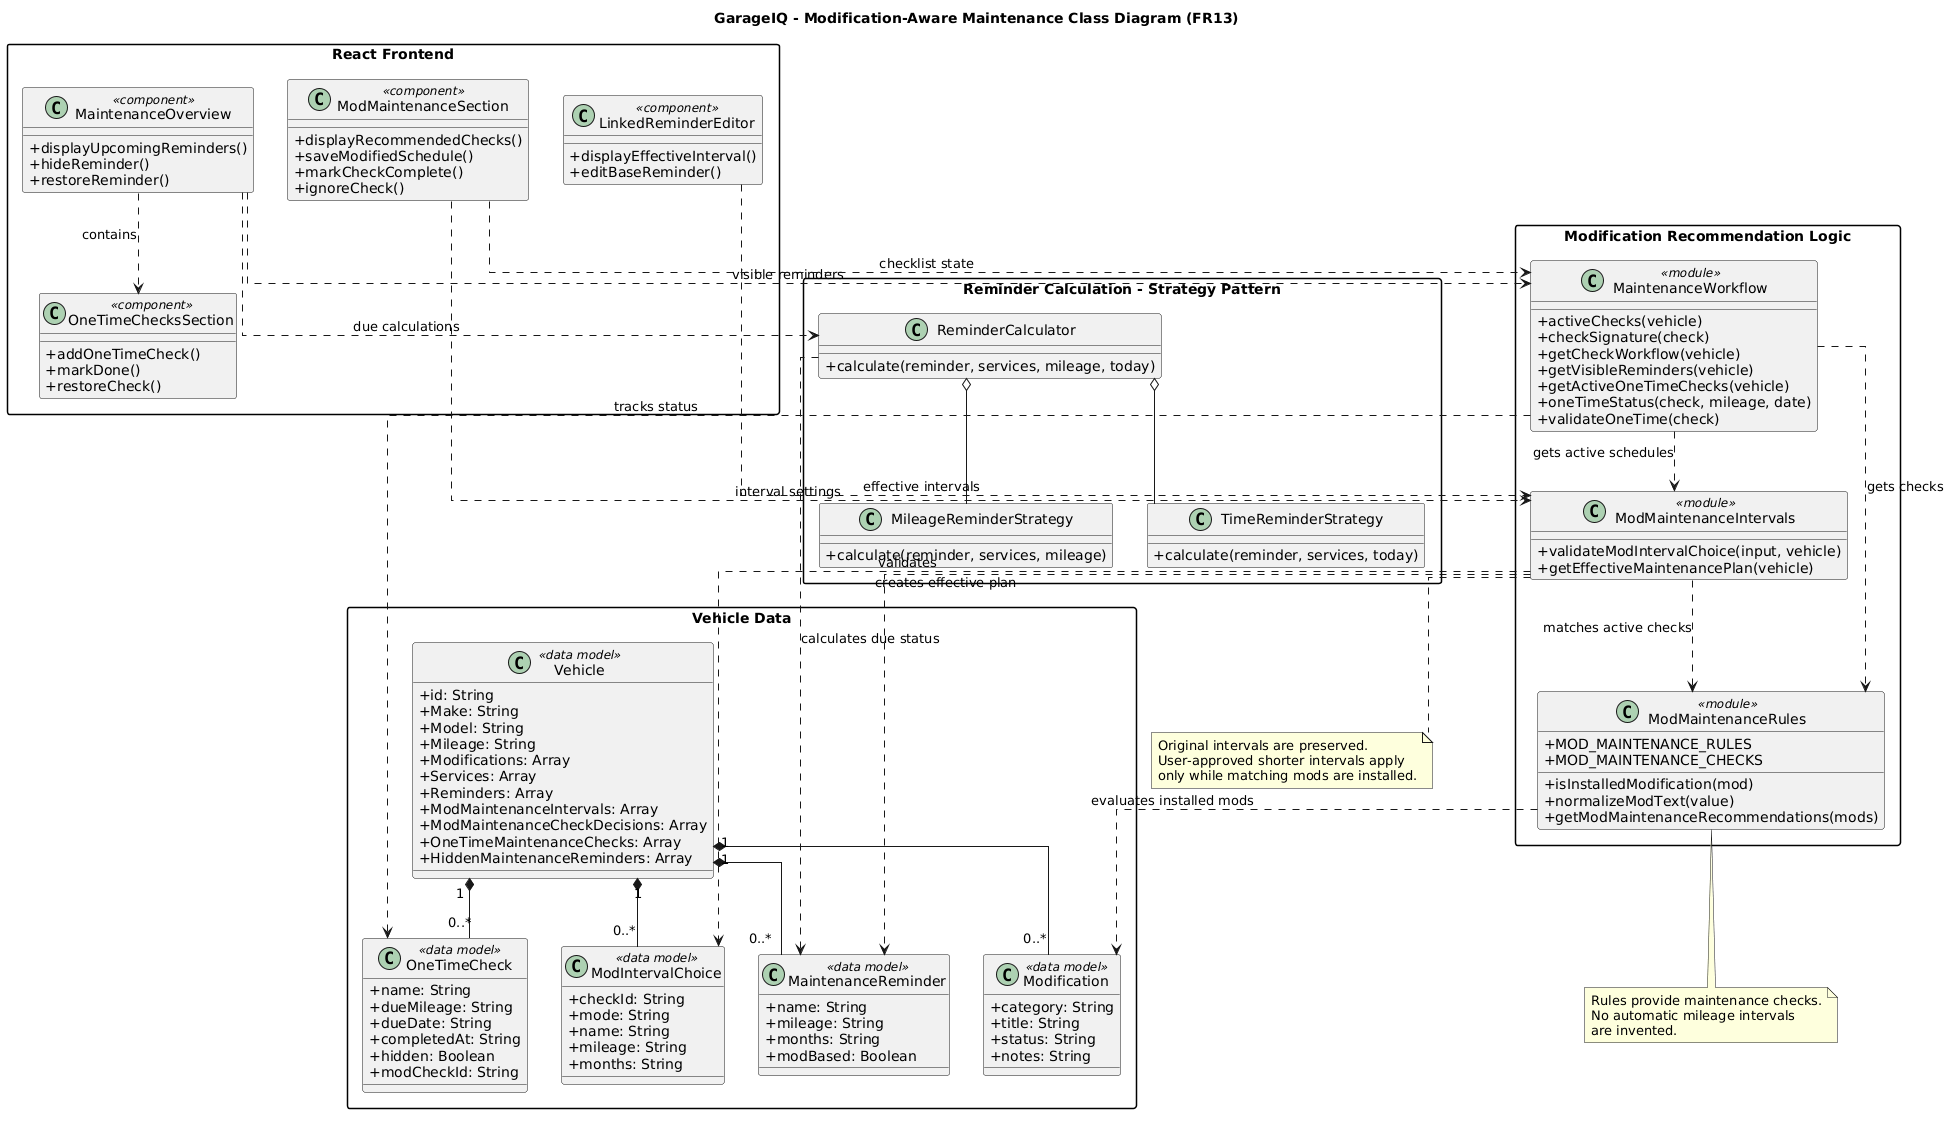 GarageIQ - Modification-Aware Maintenance Class Diagram (FR13)
React Frontend
«component»
MaintenanceOverview
+displayUpcomingReminders()
+hideReminder()
+restoreReminder()
«component»
ModMaintenanceSection
+displayRecommendedChecks()
+saveModifiedSchedule()
+markCheckComplete()
+ignoreCheck()
«component»
LinkedReminderEditor
+displayEffectiveInterval()
+editBaseReminder()
contains
«component»
OneTimeChecksSection
+addOneTimeCheck()
+markDone()
+restoreCheck()
checklist state
visible reminders
due calculations
tracks status
interval settings
effective intervals
Reminder Calculation - Strategy Pattern
ReminderCalculator
+calculate(reminder, services, mileage, today)
MileageReminderStrategy
+calculate(reminder, services, mileage)
TimeReminderStrategy
+calculate(reminder, services, today)
validates
creates effective plan
calculates due status
Modification Recommendation Logic
«module»
MaintenanceWorkflow
+activeChecks(vehicle)
+checkSignature(check)
+getCheckWorkflow(vehicle)
+getVisibleReminders(vehicle)
+getActiveOneTimeChecks(vehicle)
+oneTimeStatus(check, mileage, date)
+validateOneTime(check)
gets active schedules
gets checks
«module»
ModMaintenanceIntervals
+validateModIntervalChoice(input, vehicle)
+getEffectiveMaintenancePlan(vehicle)
matches active checks
«module»
ModMaintenanceRules
+MOD_MAINTENANCE_RULES
+MOD_MAINTENANCE_CHECKS
+isInstalledModification(mod)
+normalizeModText(value)
+getModMaintenanceRecommendations(mods)
Original intervals are preserved.
User-approved shorter intervals apply
only while matching mods are installed.
evaluates installed mods
Rules provide maintenance checks.
No automatic mileage intervals
are invented.
Vehicle Data
«data model»
Vehicle
+id: String
+Make: String
+Model: String
+Mileage: String
+Modifications: Array
+Services: Array
+Reminders: Array
+ModMaintenanceIntervals: Array
+ModMaintenanceCheckDecisions: Array
+OneTimeMaintenanceChecks: Array
+HiddenMaintenanceReminders: Array
1
1
1
1
0..*
0..*
0..*
0..*
«data model»
OneTimeCheck
+name: String
+dueMileage: String
+dueDate: String
+completedAt: String
+hidden: Boolean
+modCheckId: String
«data model»
ModIntervalChoice
+checkId: String
+mode: String
+name: String
+mileage: String
+months: String
«data model»
MaintenanceReminder
+name: String
+mileage: String
+months: String
+modBased: Boolean
«data model»
Modification
+category: String
+title: String
+status: String
+notes: String